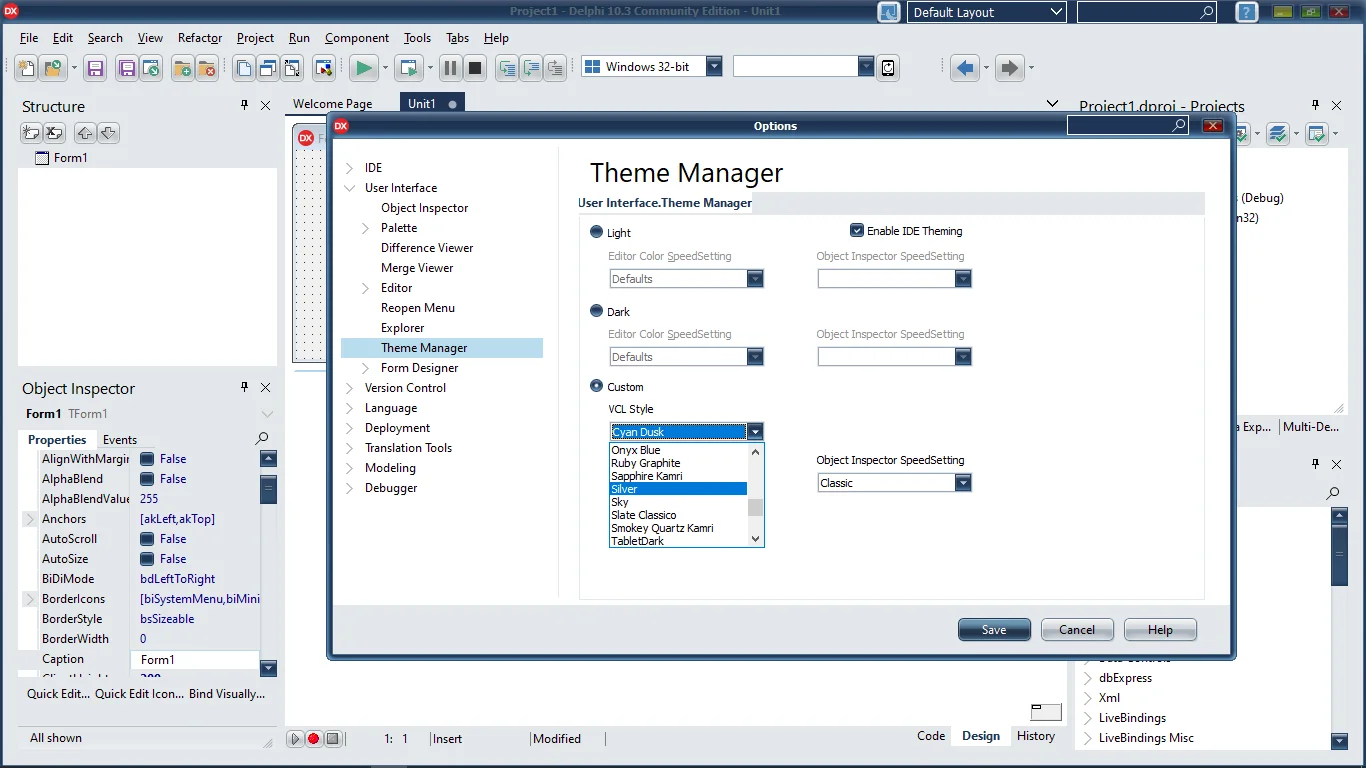 DX
Project1 - Delphi 10.3 Community Edition - Unit1
Default Layout
?
File Edit Search View Refactor Project Run Component Tools Tabs Help
Windows 32-bit
Structure
Form1
Welcome Page
Unit1
Project1.dproj - Projects
DX
(Debug)
Object Inspector
Form1 TForm1
Properties Events
AlignWithMargin False
AlphaBlend False
AlphaBlendValue 255
Anchors [akLeft,akTop]
AutoScroll False
AutoSize False
BiDiMode bdLeftToRight
BorderIcons [biSystemMenu,biMini
BorderStyle bsSizeable
BorderWidth 0
Caption Form1
Quick Edit... Quick Edit Icon... Bind Visually...
All shown
DX
Options
IDE
User Interface
Object Inspector
Palette
Difference Viewer
Merge Viewer
Editor
Reopen Menu
Explorer
Theme Manager
Form Designer
Version Control
Language
Deployment
Translation Tools
Modeling
Debugger
Theme Manager
User Interface.Theme Manager
Light
Enable IDE Theming
Editor Color SpeedSetting
Object Inspector SpeedSetting
Defaults
Dark
Editor Color SpeedSetting
Object Inspector SpeedSetting
Defaults
Custom
VCL Style
Cyan Dusk
Onyx Blue
Ruby Graphite
Sapphire Kamri
Silver
Sky
Slate Classico
Smokey Quartz Kamri
TabletDark
Object Inspector SpeedSetting
Classic
Save
Cancel
Help
Exp...
Multi-De...
dbExpress
Xml
LiveBindings
LiveBindings Misc
1: 1
Insert
Modified
Code
Design
History